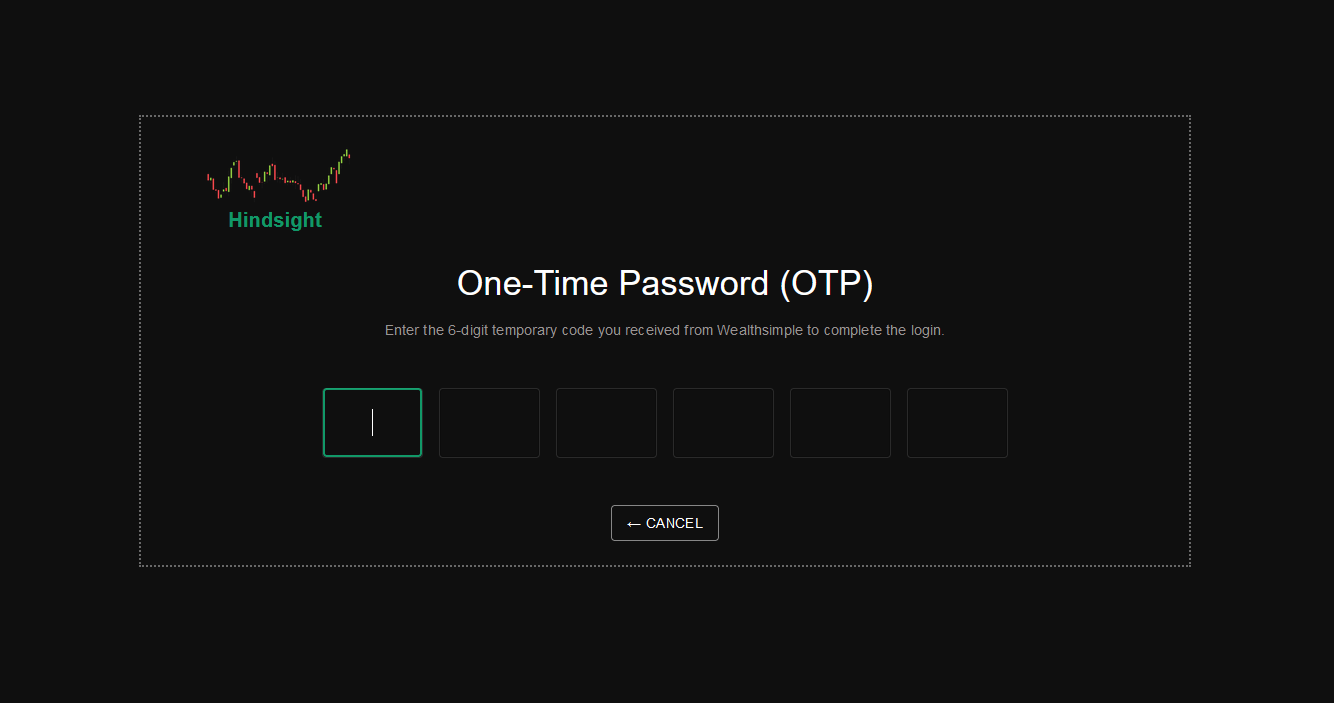 Hindsight
One-Time Password (OTP)
Enter the 6-digit temporary code you received from Wealthsimple to complete the login.
← CANCEL